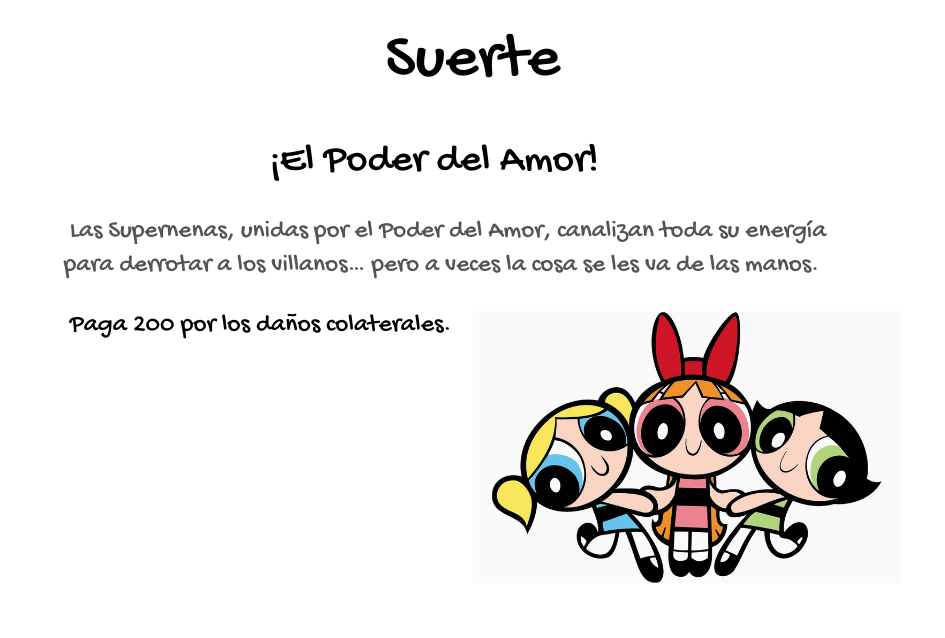 Suerte
¡El Poder del Amor!
Las Supernenas, unidas por el Poder del Amor, canalizan toda su energía
para derrotar a los villanos... pero a veces la cosa se les va de las manos.
Paga 200 por los daños colaterales.